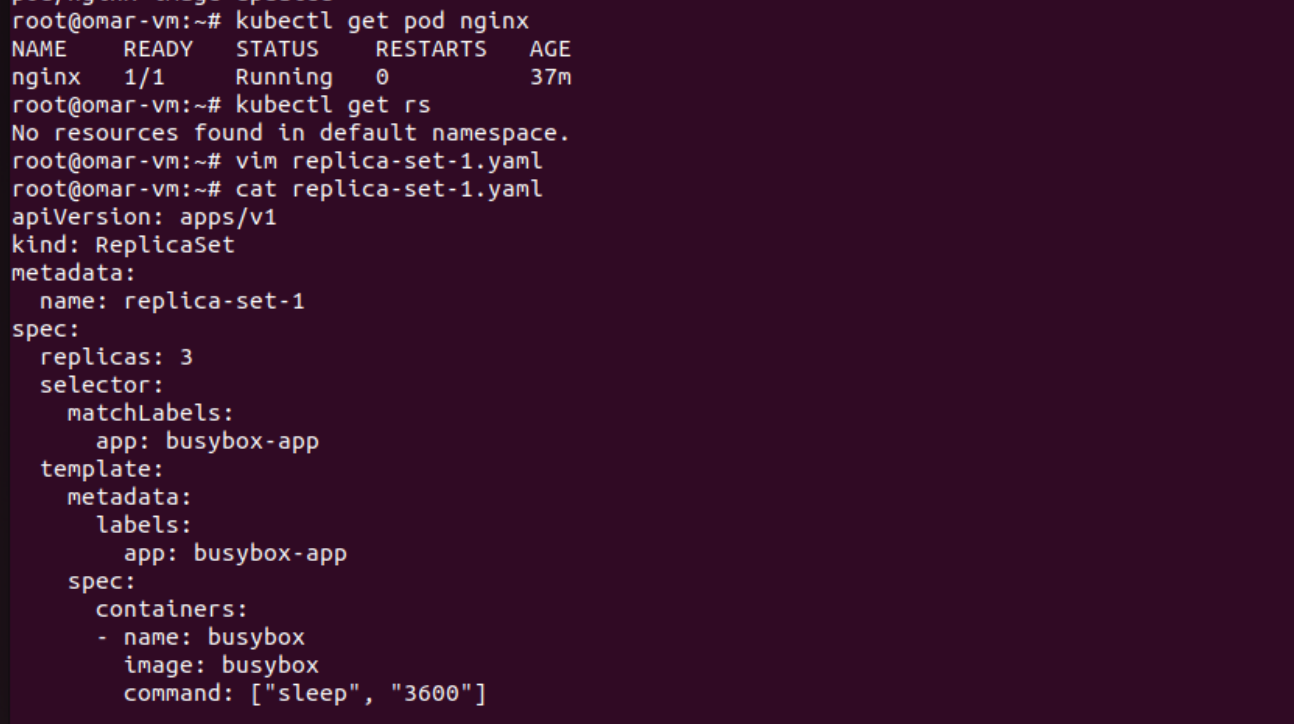 pod/nginx image updated
root@omar-vm:~# kubectl get pod nginx
NAME    READY   STATUS    RESTARTS   AGE
nginx   1/1     Running   0          37m
root@omar-vm:~# kubectl get rs
No resources found in default namespace.
root@omar-vm:~# vim replica-set-1.yaml
root@omar-vm:~# cat replica-set-1.yaml
apiVersion: apps/v1
kind: ReplicaSet
metadata:
  name: replica-set-1
spec:
  replicas: 3
  selector:
    matchLabels:
      app: busybox-app
  template:
    metadata:
      labels:
        app: busybox-app
    spec:
      containers:
      - name: busybox
        image: busybox
        command: ["sleep", "3600"]